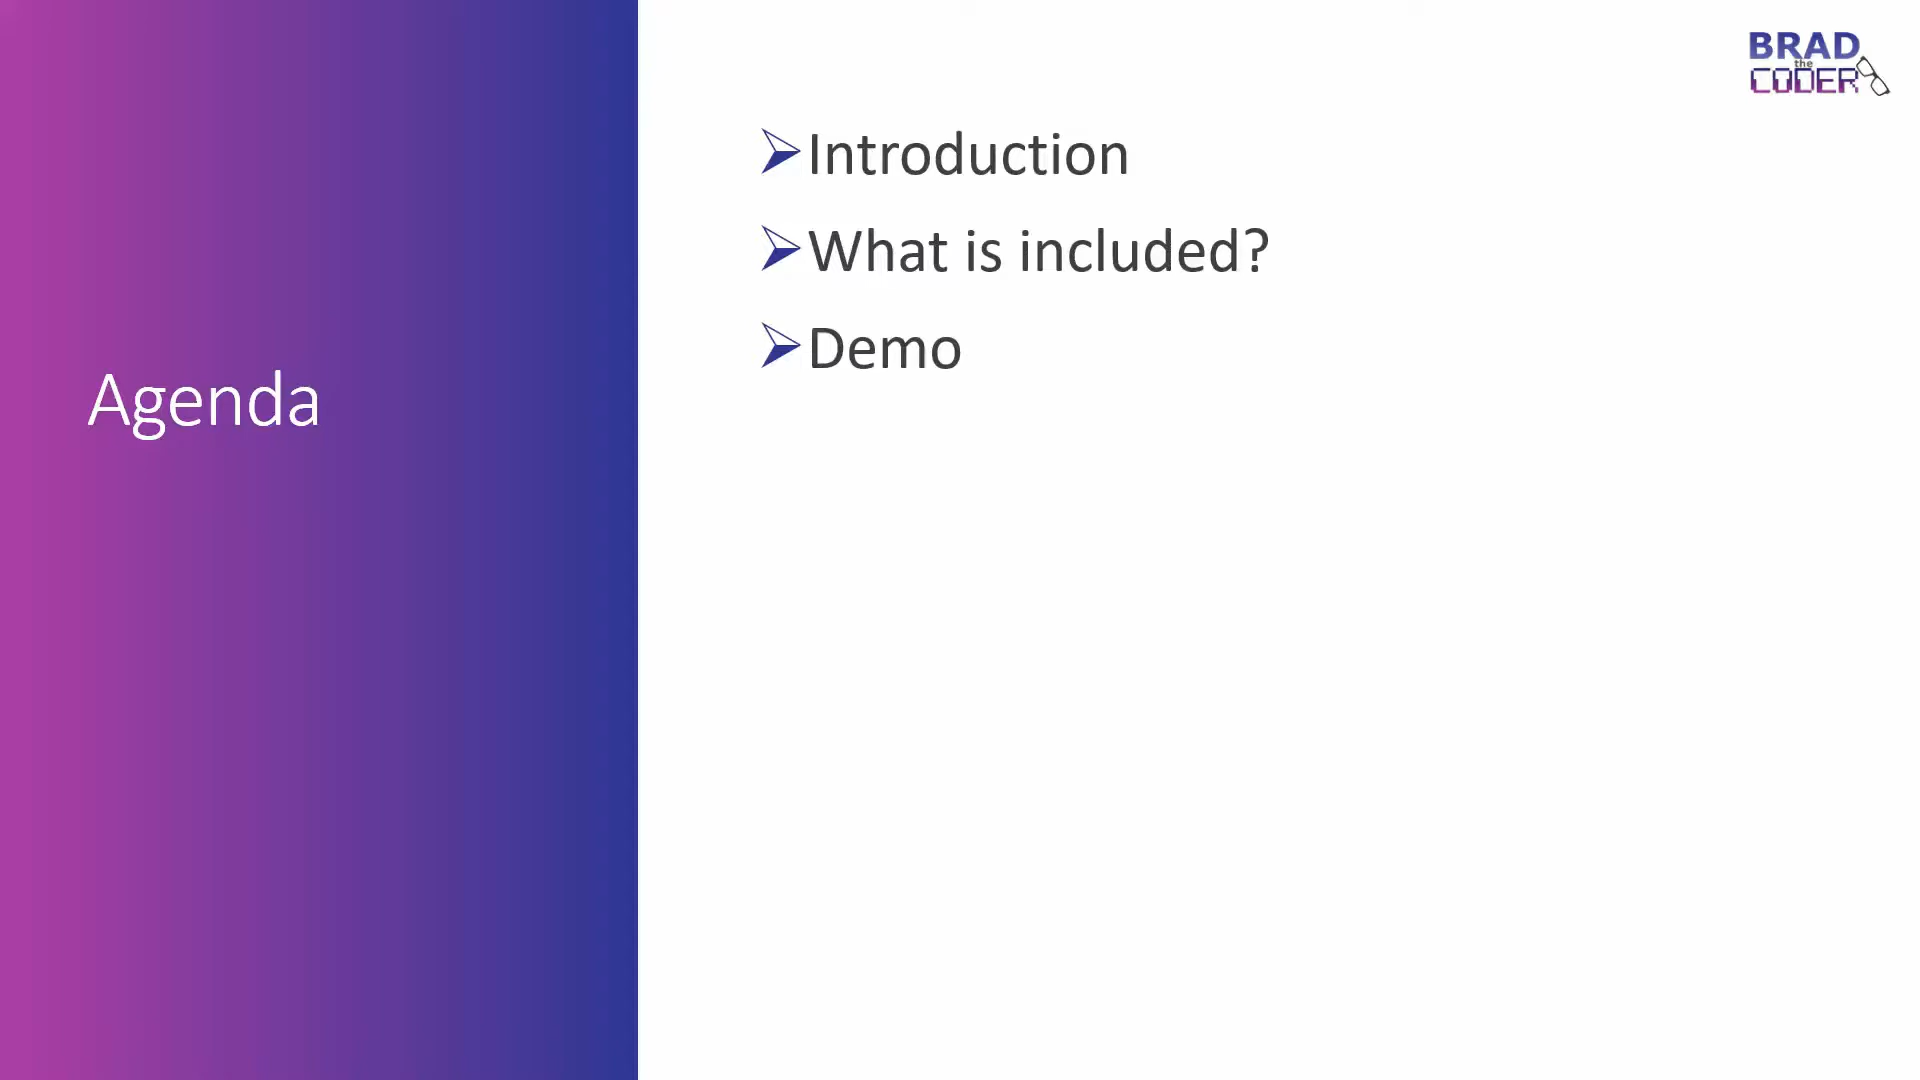 BRAD
the
CODER
Introduction
What is included?
Demo
Agenda